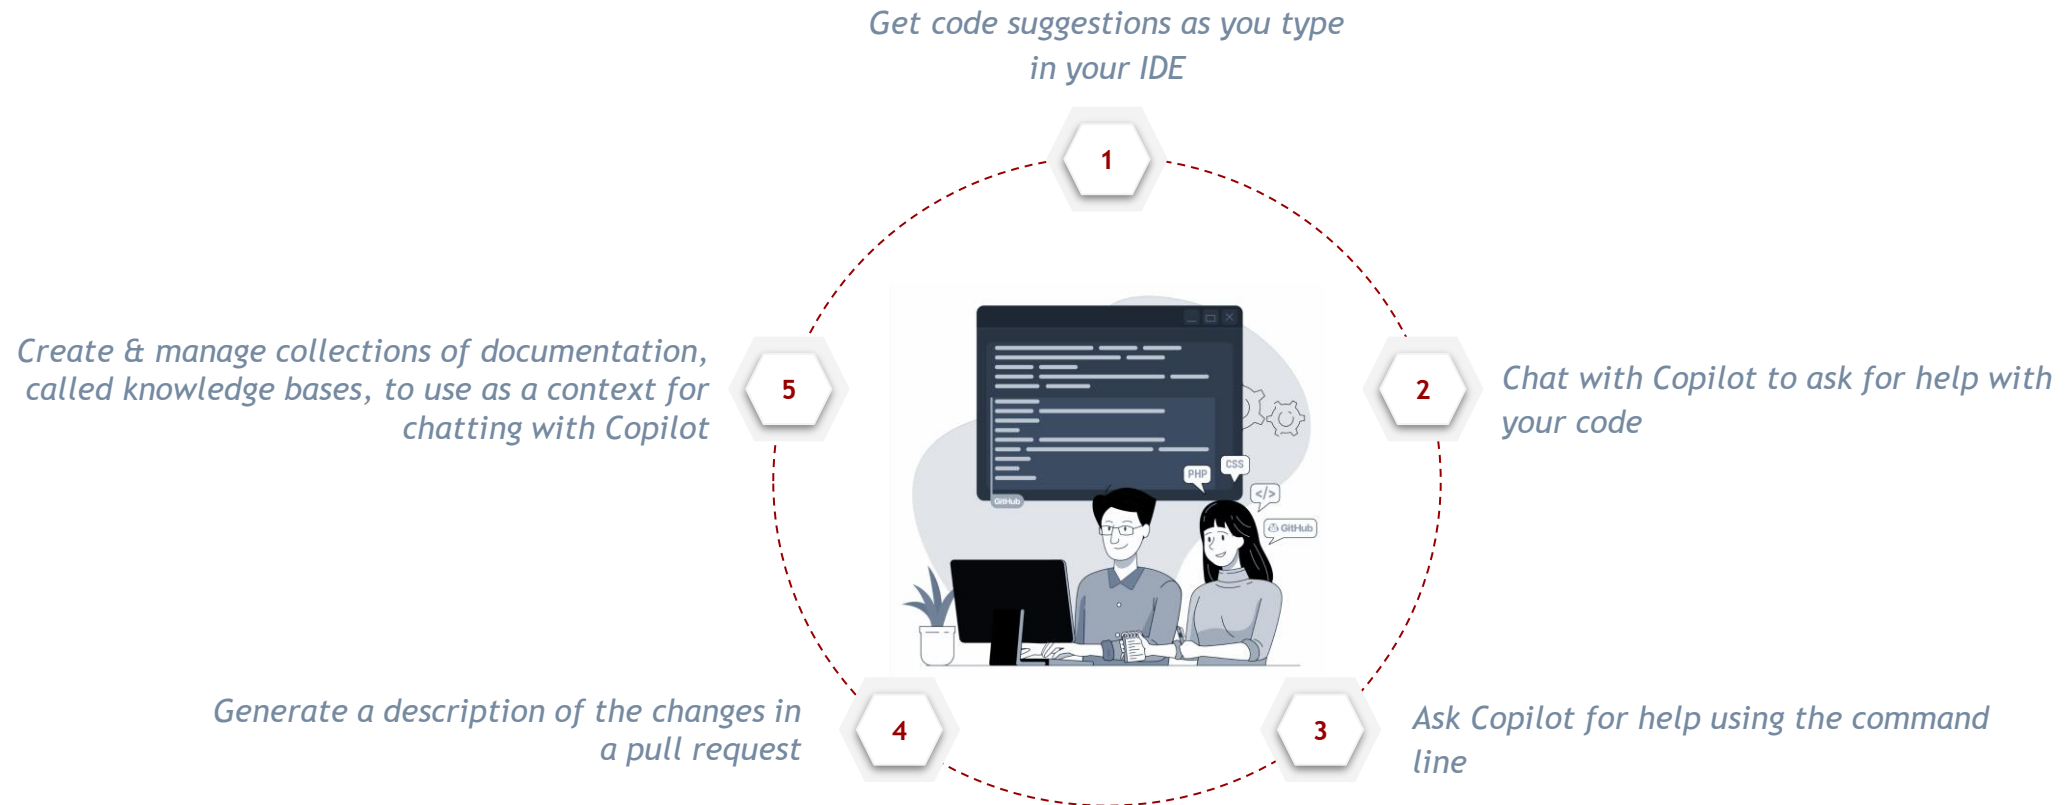 Get code suggestions as you type
in your IDE
1
2
Chat with Copilot to ask for help with
your code
3
Ask Copilot for help using the command
line
4
Generate a description of the changes in
a pull request
5
Create & manage collections of documentation,
called knowledge bases, to use as a context for
chatting with Copilot
PHP
CSS
</>
GitHub
GitHub